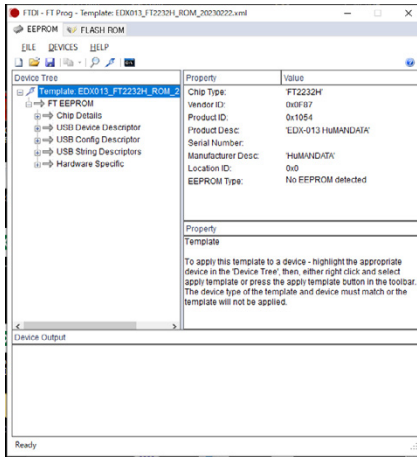 FTDI - FT Prog - Template: EDX013_FT2232H_ROM_20230222.xml
EEPROM FLASH ROM
FILE DEVICES HELP
Device Tree
Template: EDX013_FT2232H_ROM_2
FT EEPROM
Chip Details
USB Device Descriptor
USB Config Descriptor
USB String Descriptors
Hardware Specific
Property Value
Chip Type: 'FT2232H'
Vendor ID: 0x0F87
Product ID: 0x1054
Product Desc: 'EDX-013 HuMANDATA'
Serial Number:
Manufacturer Desc: 'HuMANDATA'
Location ID: 0x0
EEPROM Type: No EEPROM detected
Property
Template
To apply this template to a device - highlight the appropriate
device in the 'Device Tree', then, either right click and select
apply template or press the apply template button in the toolbar.
The device type of the template and device must match or the
template will not be applied.
Device Output
Ready